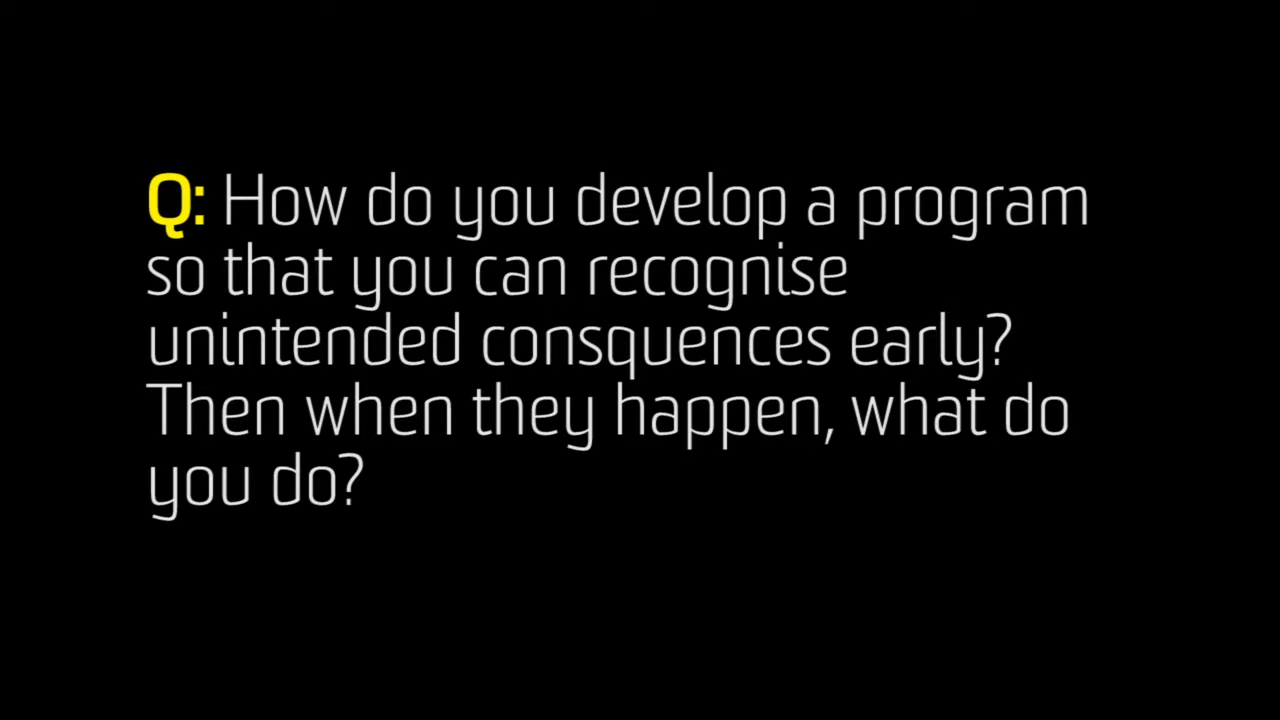 Q: How do you develop a program
so that you can recognise
unintended consquences early?
Then when they happen, what do
you do?